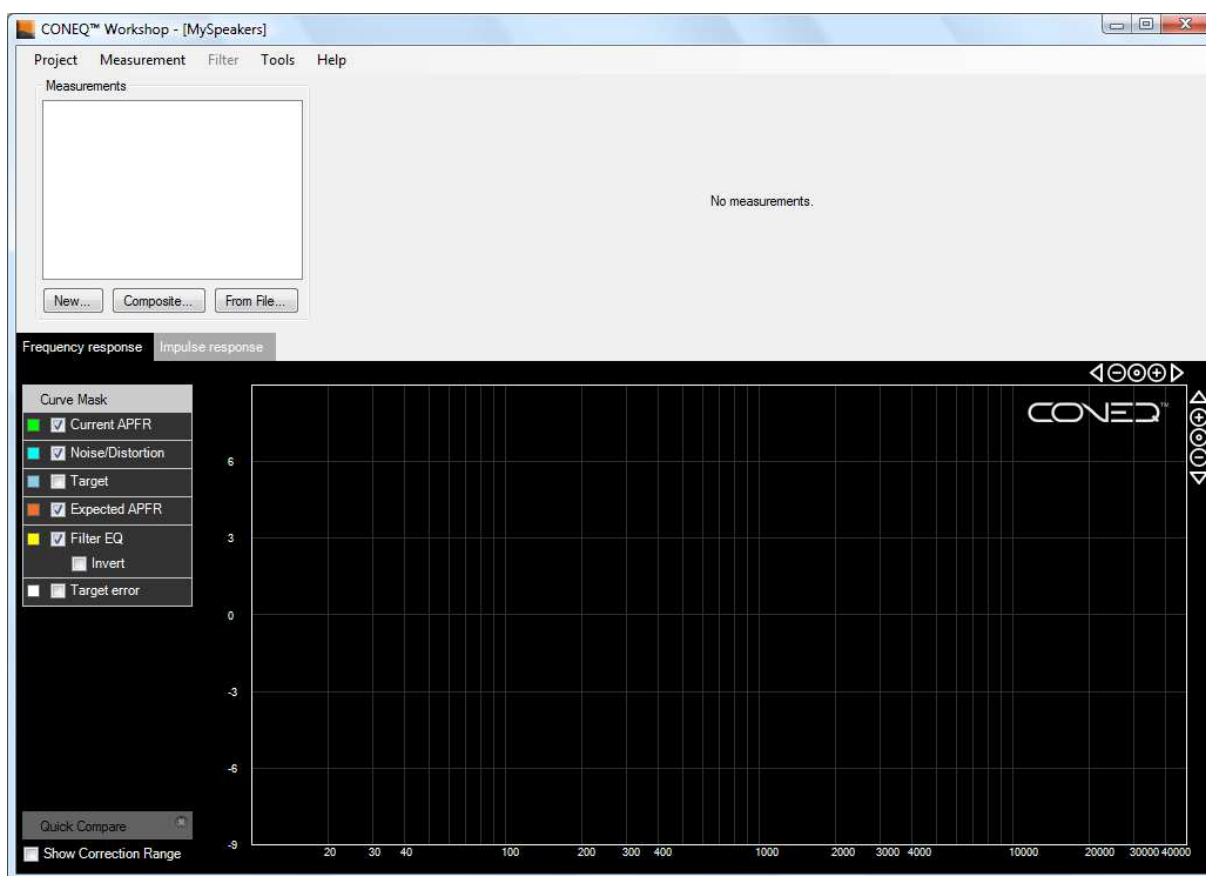 CONEQ™ Workshop - [MySpeakers]
Project Measurement Filter Tools Help
Measurements
No measurements.
New... Composite... From File...
Frequency response Impulse response
CONEQ™
Curve Mask
Current APFR
Noise/Distortion
Target
Expected APFR
Filter EQ
Invert
Target error
6
3
0
-3
-6
-9
Quick Compare
Show Correction Range
20 30 40 100 200 300 400 1000 2000 3000 4000 10000 20000 30000 40000